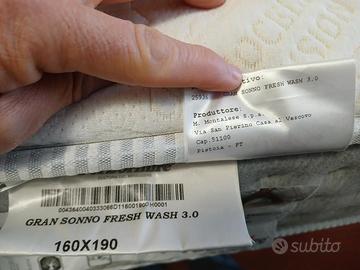 25936
GRAN SONNO FRESH WASH 3.0
Produttore:
M. Montalese S.p.a.
Via San Pierino Casa al Vescovo
Cap.51100
Pistoia - PT
GRAN SONNO FRESH WASH 3.0
160X190
subito